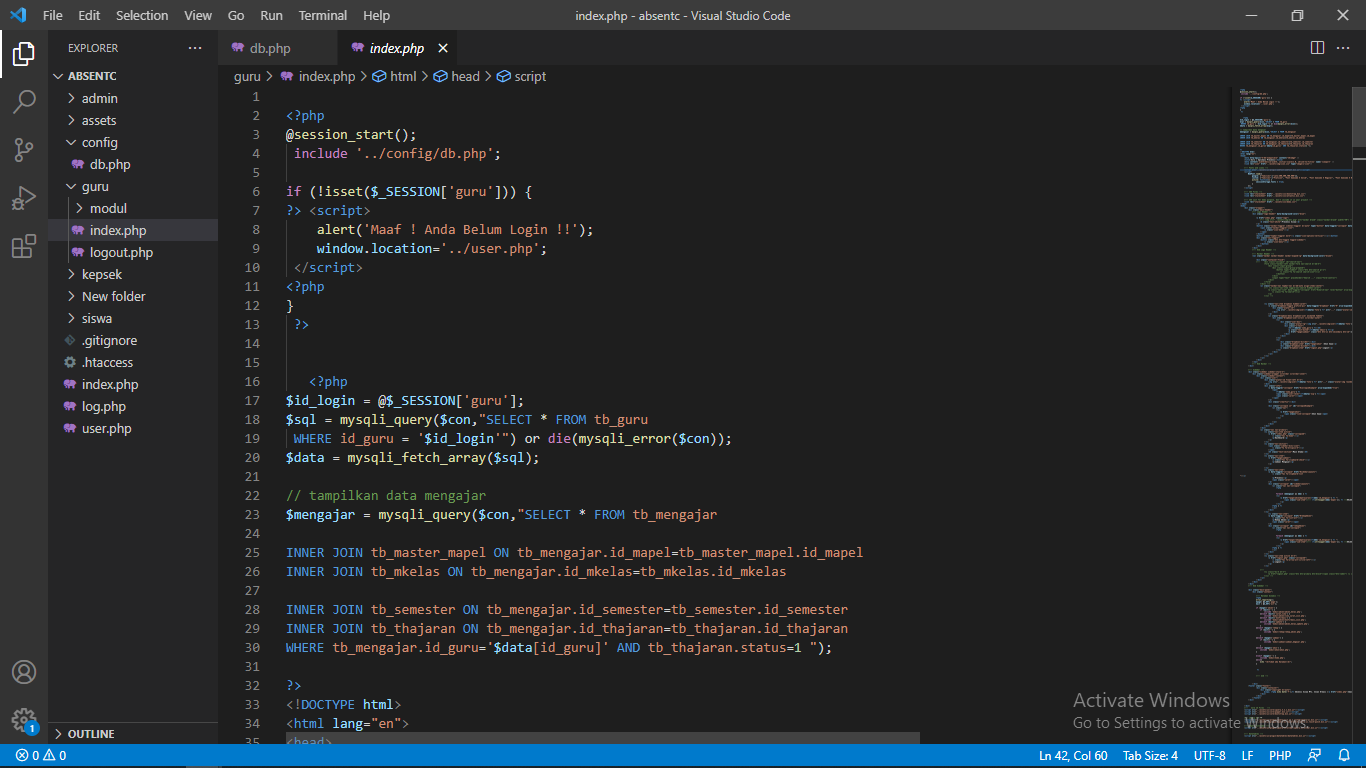 File Edit Selection View Go Run Terminal Help index.php - absentc - Visual Studio Code
EXPLORER
ABSENTC
admin
assets
config
db.php
guru
modul
index.php
logout.php
kepsek
New folder
siswa
.gitignore
.htaccess
index.php
log.php
user.php
OUTLINE
1
db.php index.php
guru > index.php > html > head > script
1
2 <?php
3 @session_start();
4 include '../config/db.php';
5
6 if (!isset($_SESSION['guru'])) {
7 ?> <script>
8 alert('Maaf ! Anda Belum Login !!');
9 window.location='../user.php';
10 </script>
11 <?php
12 }
13 ?>
14
15
16 <?php
17 $id_login = @$_SESSION['guru'];
18 $sql = mysqli_query($con,"SELECT * FROM tb_guru
19 WHERE id_guru = '$id_login'") or die(mysqli_error($con));
20 $data = mysqli_fetch_array($sql);
21
22 // tampilkan data mengajar
23 $mengajar = mysqli_query($con,"SELECT * FROM tb_mengajar
24
25 INNER JOIN tb_master_mapel ON tb_mengajar.id_mapel=tb_master_mapel.id_mapel
26 INNER JOIN tb_mkelas ON tb_mengajar.id_mkelas=tb_mkelas.id_mkelas
27
28 INNER JOIN tb_semester ON tb_mengajar.id_semester=tb_semester.id_semester
29 INNER JOIN tb_thajaran ON tb_mengajar.id_thajaran=tb_thajaran.id_thajaran
30 WHERE tb_mengajar.id_guru='$data[id_guru]' AND tb_thajaran.status=1 ");
31
32 ?>
33 <!DOCTYPE html>
34 <html lang="en">
35 <head>
Activate Windows
Go to Settings to activate Windows.
0 0 Ln 42, Col 60 Tab Size: 4 UTF-8 LF PHP